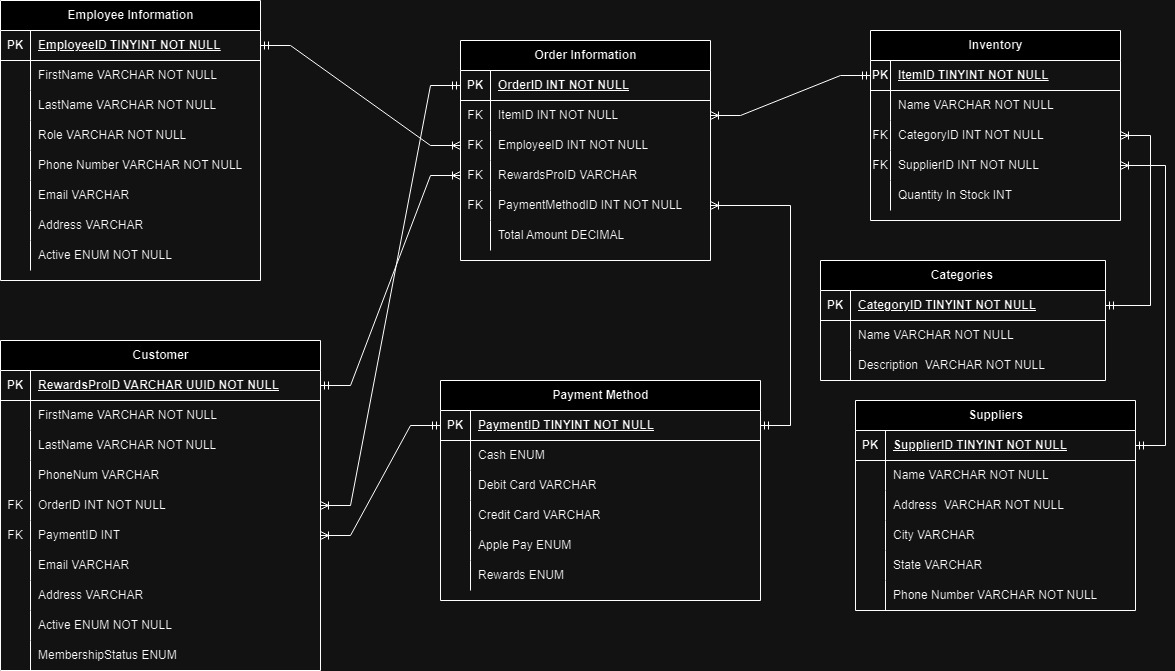 Employee Information
PK EmployeeID TINYINT NOT NULL
FirstName VARCHAR NOT NULL
LastName VARCHAR NOT NULL
Role VARCHAR NOT NULL
Phone Number VARCHAR NOT NULL
Email VARCHAR
Address VARCHAR
Active ENUM NOT NULL
Order Information
PK OrderID INT NOT NULL
FK ItemID INT NOT NULL
FK EmployeeID INT NOT NULL
FK RewardsProID VARCHAR
FK PaymentMethodID INT NOT NULL
Total Amount DECIMAL
Inventory
PK ItemID TINYINT NOT NULL
Name VARCHAR NOT NULL
FK CategoryID INT NOT NULL
FK SupplierID INT NOT NULL
Quantity In Stock INT
Categories
PK CategoryID TINYINT NOT NULL
Name VARCHAR NOT NULL
Description VARCHAR NOT NULL
Customer
PK RewardsProID VARCHAR UUID NOT NULL
FirstName VARCHAR NOT NULL
LastName VARCHAR NOT NULL
PhoneNum VARCHAR
FK OrderID INT NOT NULL
FK PaymentID INT
Email VARCHAR
Address VARCHAR
Active ENUM NOT NULL
MembershipStatus ENUM
Payment Method
PK PaymentID TINYINT NOT NULL
Cash ENUM
Debit Card VARCHAR
Credit Card VARCHAR
Apple Pay ENUM
Rewards ENUM
Suppliers
PK SupplierID TINYINT NOT NULL
Name VARCHAR NOT NULL
Address VARCHAR NOT NULL
City VARCHAR
State VARCHAR
Phone Number VARCHAR NOT NULL